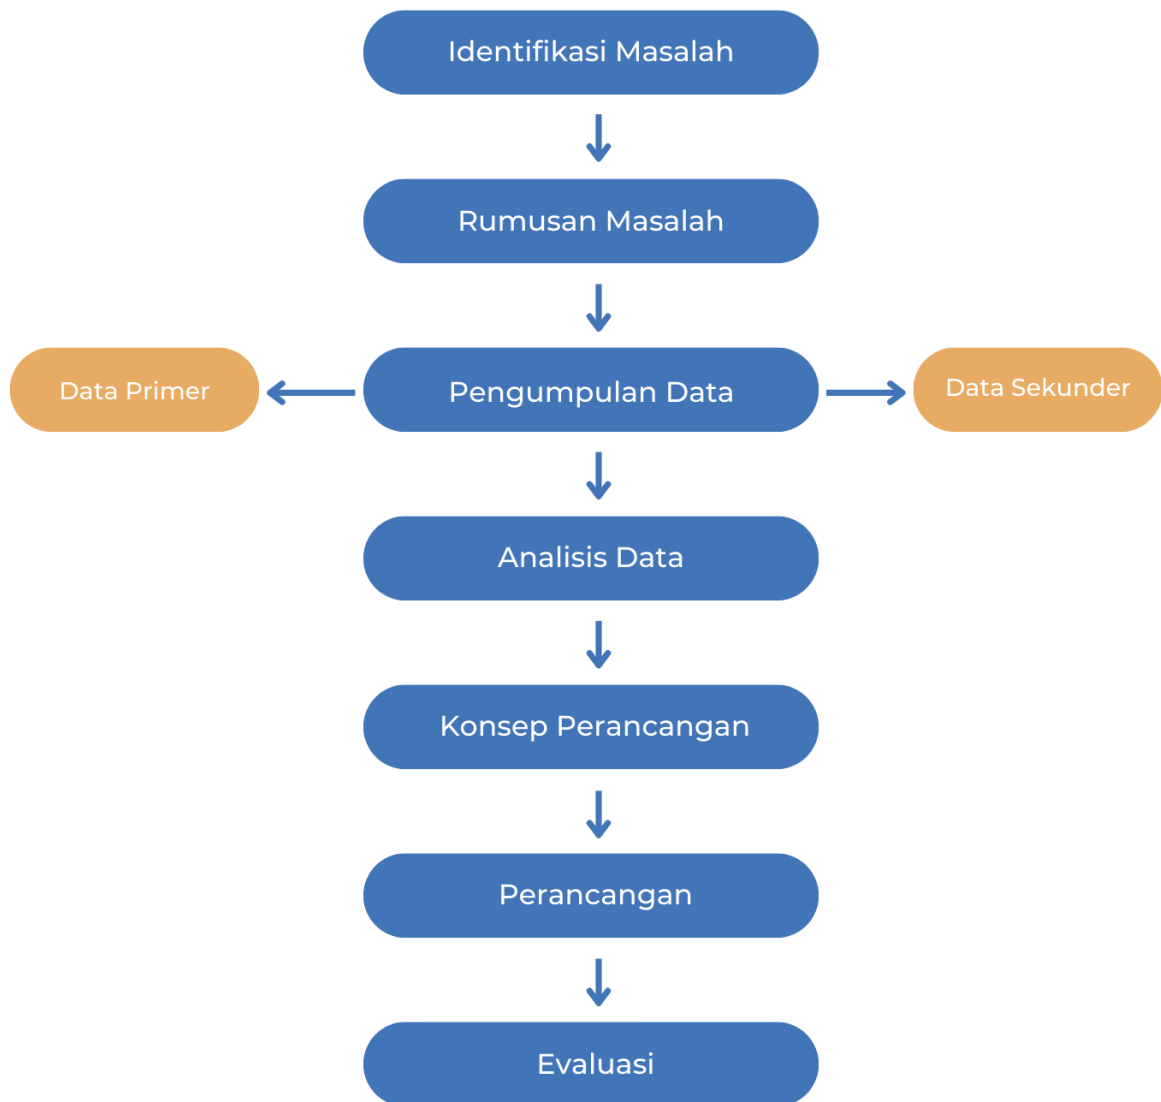 Identifikasi Masalah
Rumusan Masalah
Data Primer
Pengumpulan Data
Data Sekunder
Analisis Data
Konsep Perancangan
Perancangan
Evaluasi